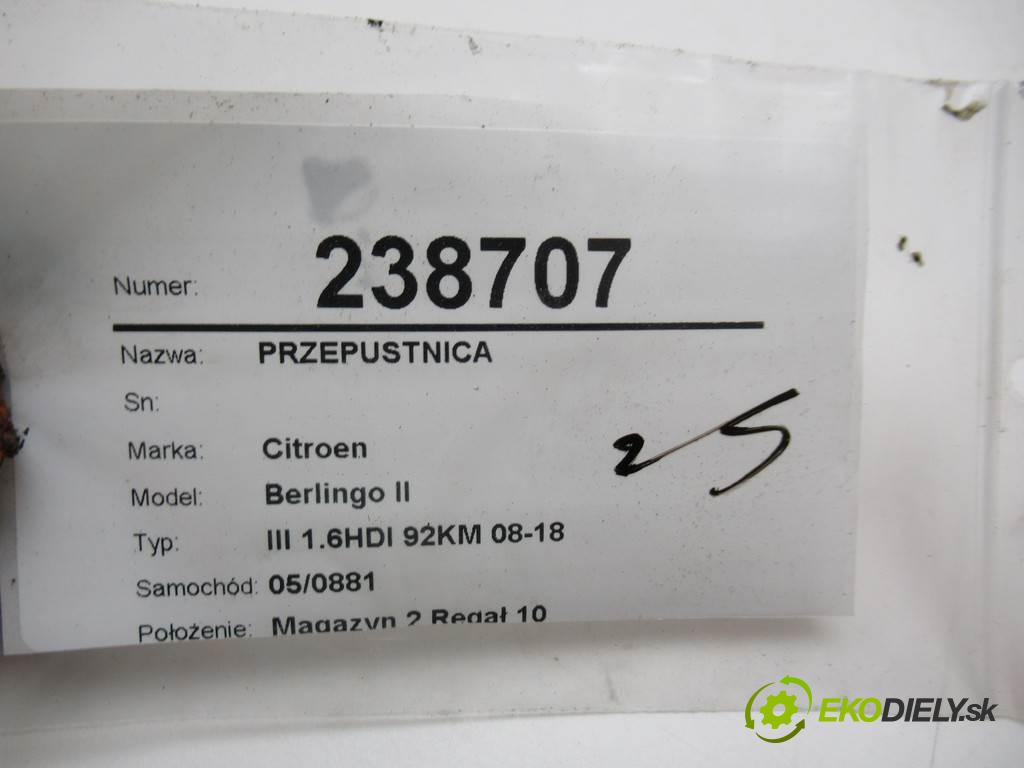 Numer: 238707
Nazwa: PRZEPUSTNICA
Sn:
Marka: Citroen
Model: Berlingo II
Typ: III 1.6HDI 92KM 08-18
Samochód: 05/0881
Położenie: Magazyn 2 Regał 10
25
EKODIELY.sk